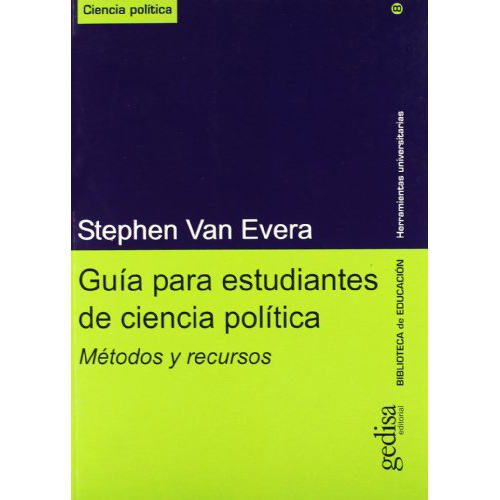 Ciencia política
8
Stephen Van Evera
Guía para estudiantes
de ciencia política
Métodos y recursos
Herramientas universitarias
BIBLIOTECA de EDUCACIÓN
gedisa
editorial